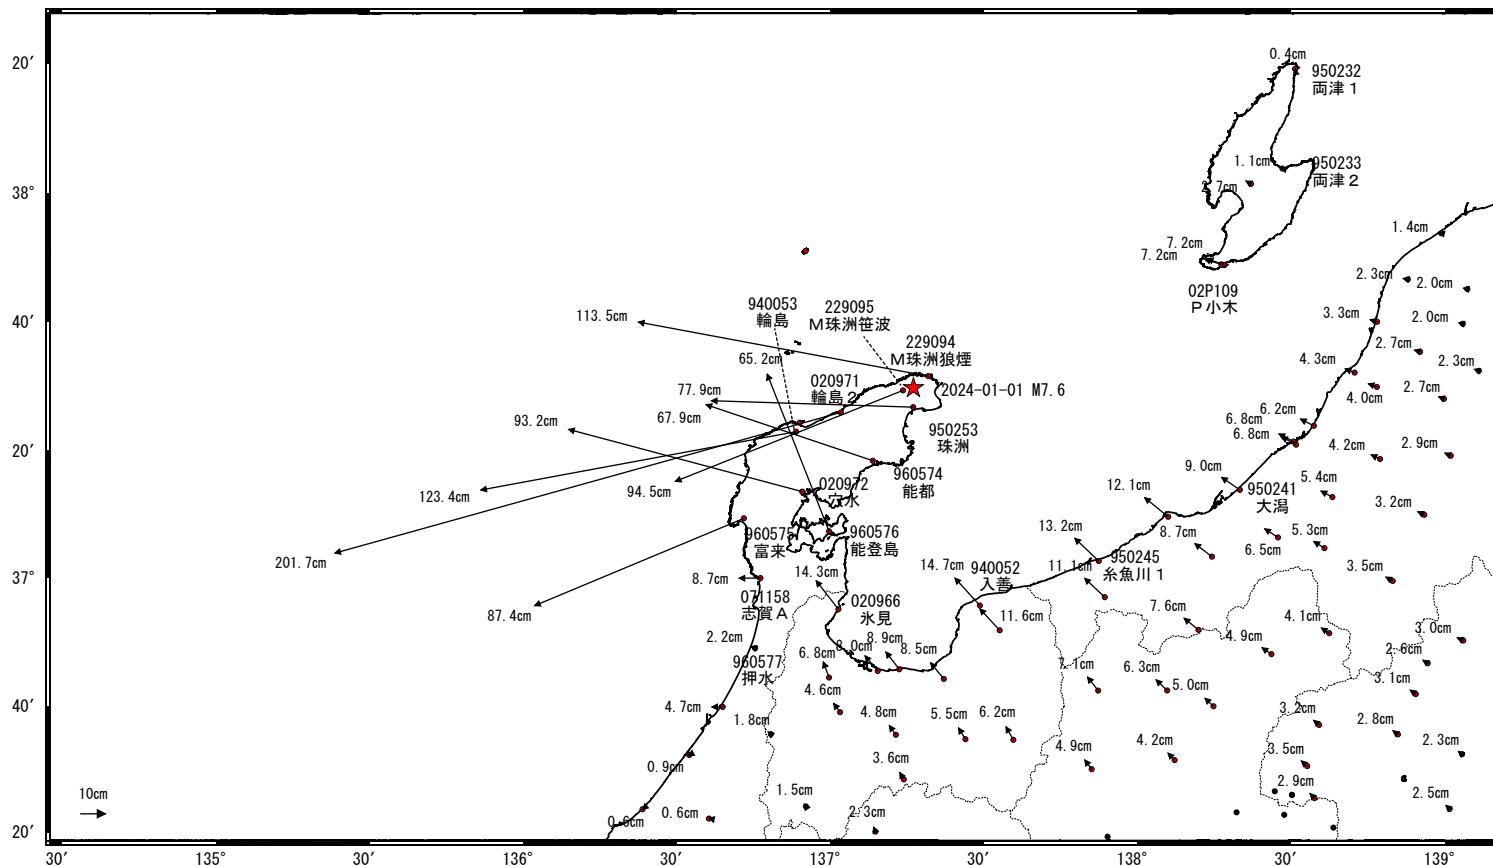 0.4cm
20′
950232
両津１
1.1cm
950233
両津２
2.7cm
38°
1.4cm
7.2cm
7.2cm
2.3cm
2.0cm
02P109
Ｐ小木
940053
輪島
229095
Ｍ珠洲笹波
113.5cm
3.3cm
2.0cm
40′
229094
Ｍ珠洲狼煙
2.7cm
65.2cm
4.3cm
2.3cm
020971
輪島２
2024-01-01 M7.6
77.9cm
4.0cm
2.7cm
93.2cm
67.9cm
6.2cm
6.8cm
6.8cm
950253
珠洲
20′
4.2cm
2.9cm
960574
能都
9.0cm
5.4cm
020972
穴水
94.5cm
123.4cm
12.1cm
950241
大潟
3.2cm
960575
富来
960576
能登島
13.2cm
8.7cm
5.3cm
6.5cm
201.7cm
950245
糸魚川１
37°
8.7cm
14.3cm
14.7cm
940052
入善
11.1cm
3.5cm
071158
志賀Ａ
020966
氷見
87.4cm
11.6cm
7.6cm
4.1cm
2.2cm
3.0cm
960577
押水
6.8cm
8.0cm
8.9cm
8.5cm
4.9cm
2.6cm
7.1cm
6.3cm
3.1cm
4.6cm
5.0cm
40′
4.7cm
1.8cm
4.8cm
5.5cm
6.2cm
3.2cm
2.8cm
4.9cm
4.2cm
2.3cm
0.9cm
3.6cm
3.5cm
10cm
1.5cm
2.9cm
2.5cm
0.6cm
0.6cm
2.3cm
20′
30′
135°
30′
136°
30′
137°
30′
138°
30′
139°